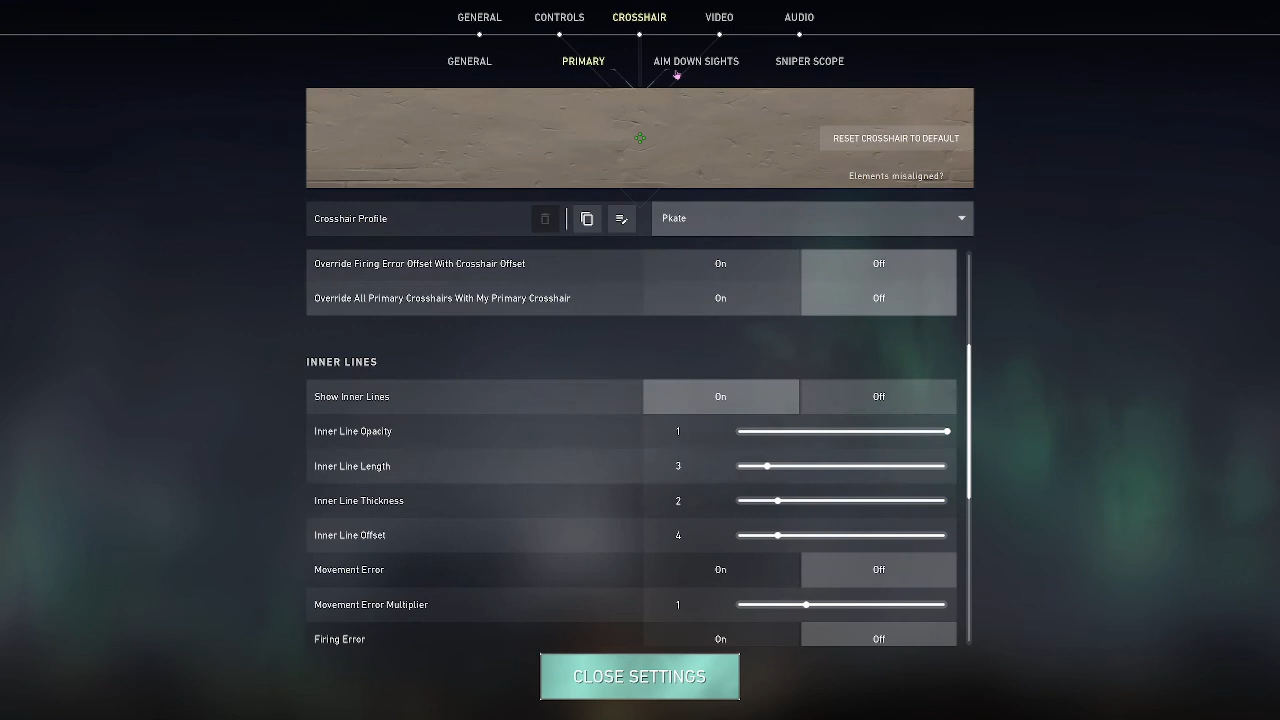 GENERAL CONTROLS CROSSHAIR VIDEO AUDIO
GENERAL PRIMARY AIM DOWN SIGHTS SNIPER SCOPE
RESET CROSSHAIR TO DEFAULT
Elements misaligned?
Crosshair Profile Pkate
Override Firing Error Offset With Crosshair Offset On Off
Override All Primary Crosshairs With My Primary Crosshair On Off
INNER LINES
Show Inner Lines On Off
Inner Line Opacity 1
Inner Line Length 3
Inner Line Thickness 2
Inner Line Offset 4
Movement Error On Off
Movement Error Multiplier 1
Firing Error On Off
CLOSE SETTINGS